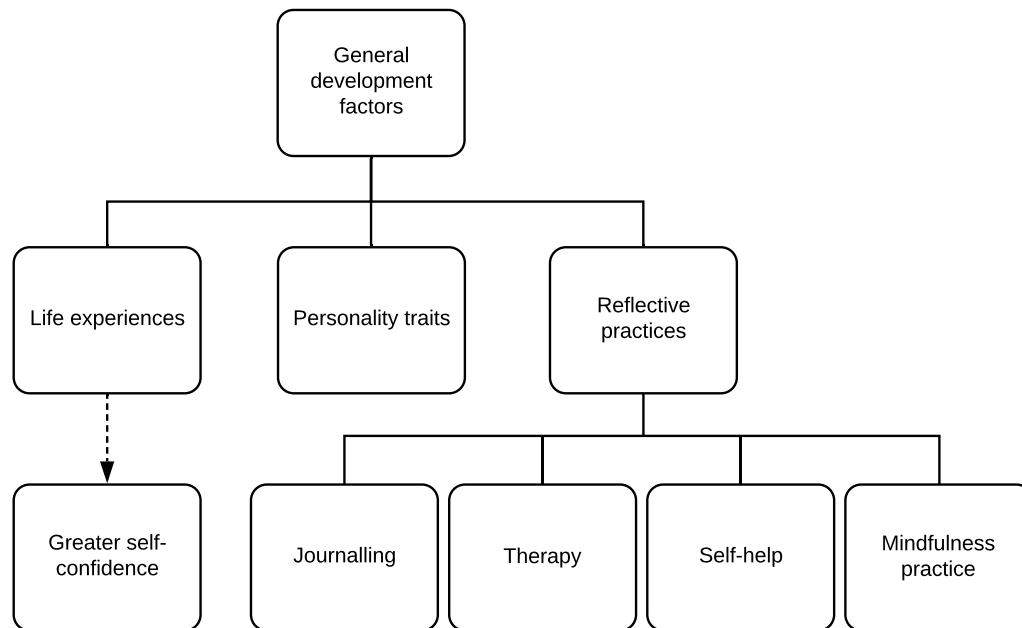 General
development
factors
Life experiences
Personality traits
Reflective
practices
Greater self-
confidence
Journalling
Therapy
Self-help
Mindfulness
practice